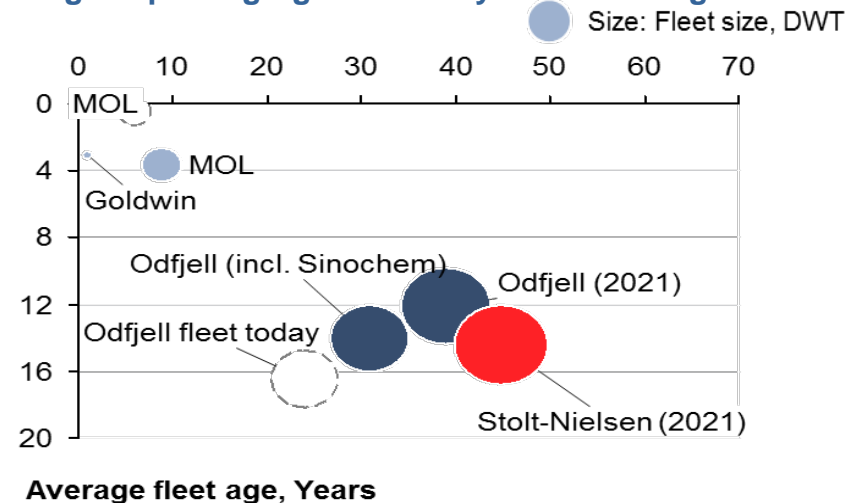 Size: Fleet size, DWT
0 10 20 30 40 50 60 70
0
MOL
4
MOL
Goldwin
8
Odfjell (incl. Sinochem)
Odfjell (2021)
12
Odfjell fleet today
16
Stolt-Nielsen (2021)
20
Average fleet age, Years